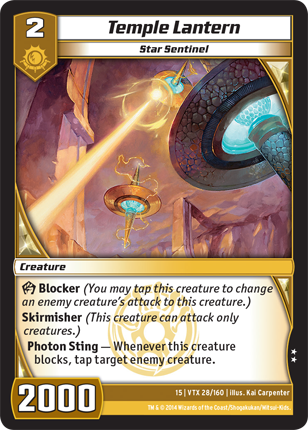 2
Temple Lantern
Star Sentinel
Creature
Blocker (You may tap this creature to change
an enemy creature's attack to this creature.)
Skirmisher (This creature can attack only
creatures.)
Photon Sting — Whenever this creature
blocks, tap target enemy creature.
2000
15 | VTX 28/160 | illus. Kai Carpenter
TM & © 2014 Wizards of the Coast/Shogakukan/Mitsui-Kids.